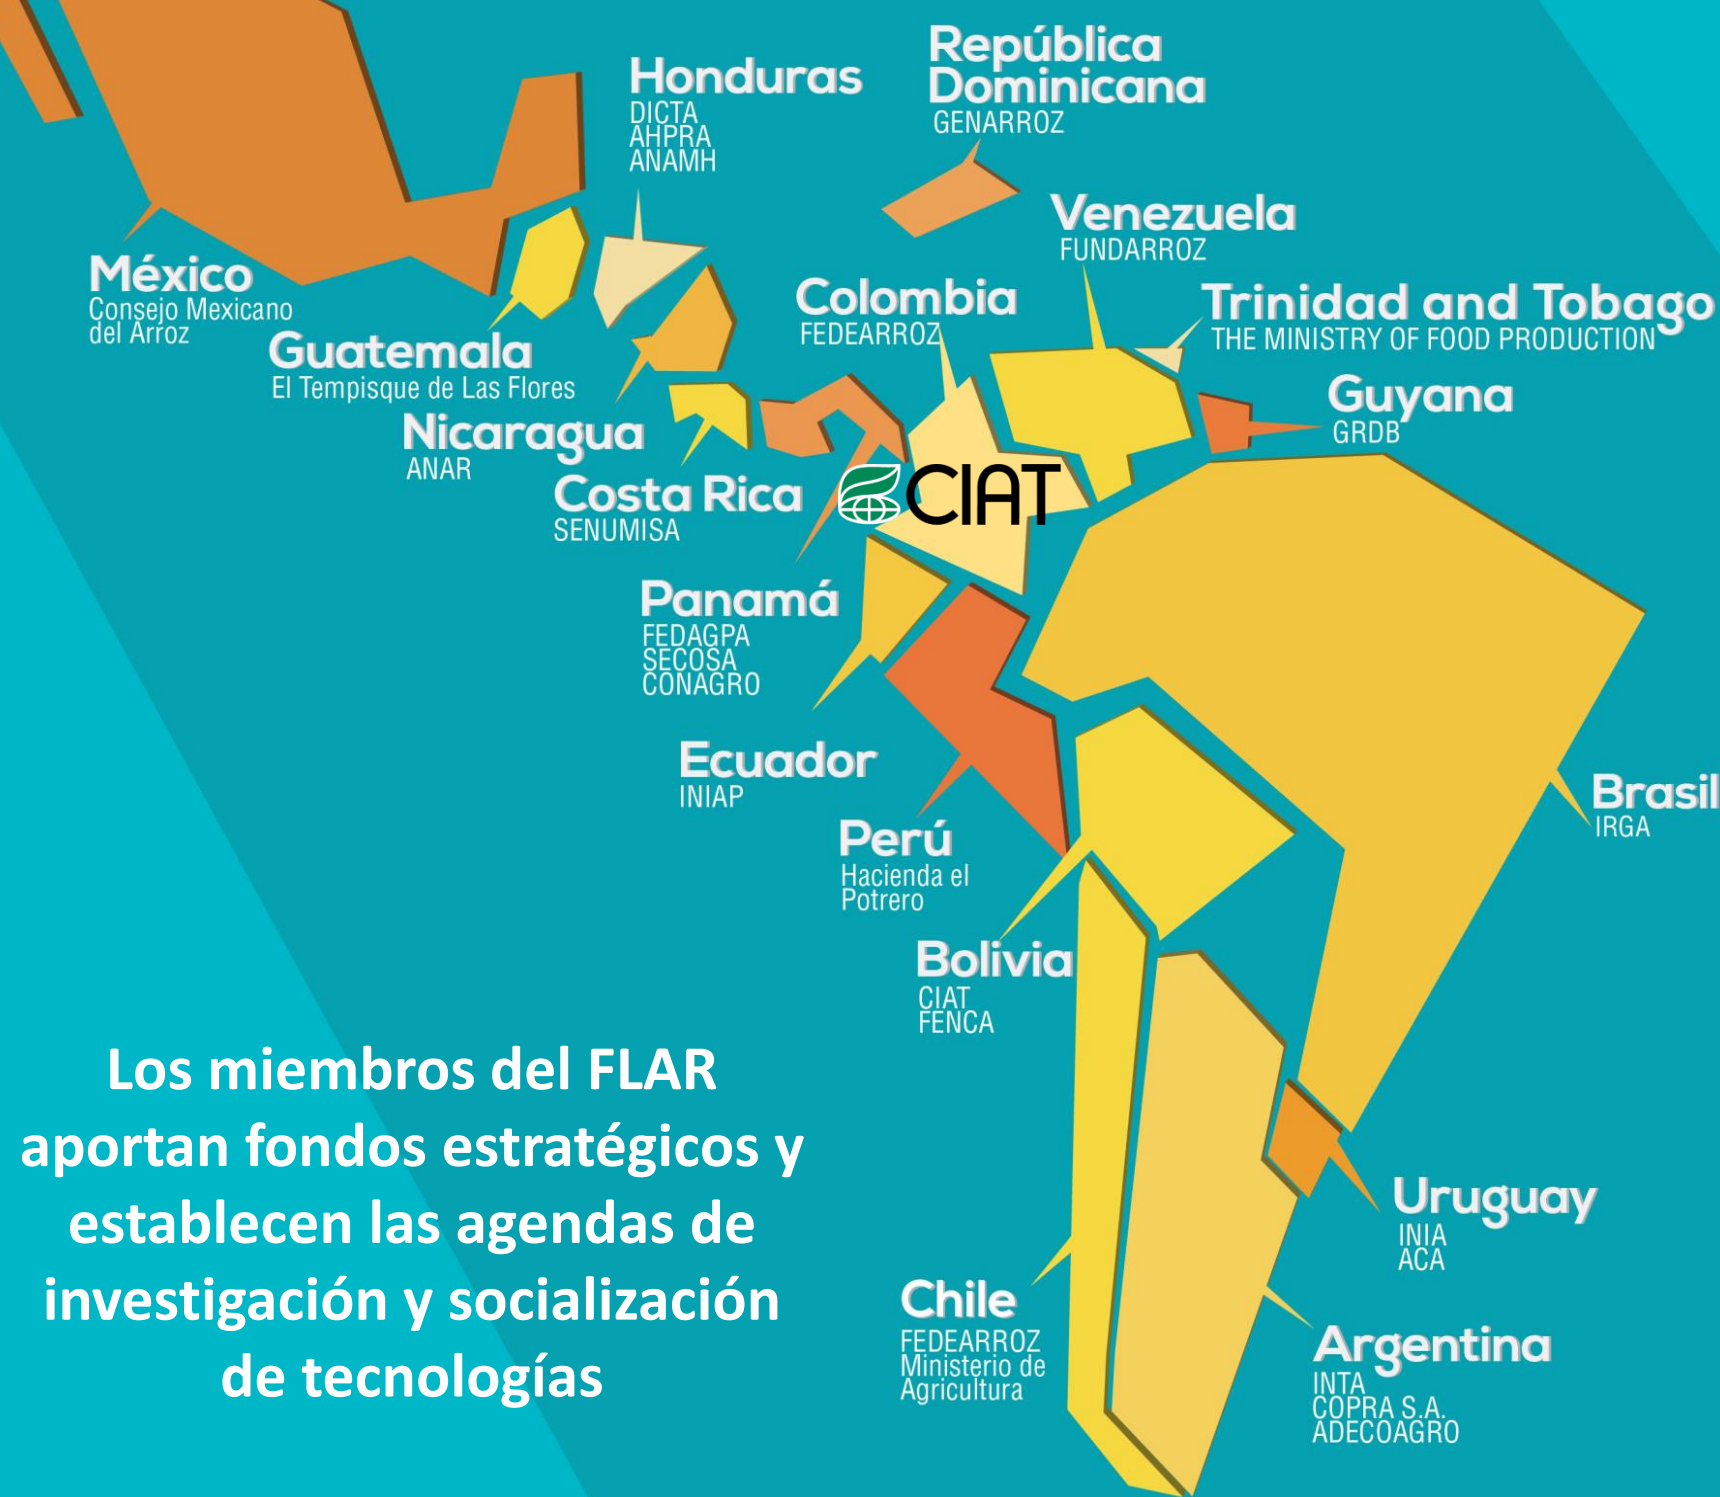 República
Dominicana
GENARROZ
Honduras
DICTA
AHPRA
ANAMH
Venezuela
FUNDARROZ
México
Consejo Mexicano
del Arroz
Colombia
FEDEARROZ
Trinidad and Tobago
THE MINISTRY OF FOOD PRODUCTION
Guatemala
El Tempisque de Las Flores
Guyana
GRDB
Nicaragua
ANAR
Costa Rica
SENUMISA
CIAT
Panamá
FEDAGPA
SECOSA
CONAGRO
Ecuador
INIAP
Brasil
IRGA
Perú
Hacienda el
Potrero
Bolivia
CIAT
FENCA
Los miembros del FLAR
aportan fondos estratégicos y
establecen las agendas de
investigación y socialización
de tecnologías
Uruguay
INIA
ACA
Chile
FEDEARROZ
Ministerio de
Agricultura
Argentina
INTA
COPRA S.A.
ADECOAGRO